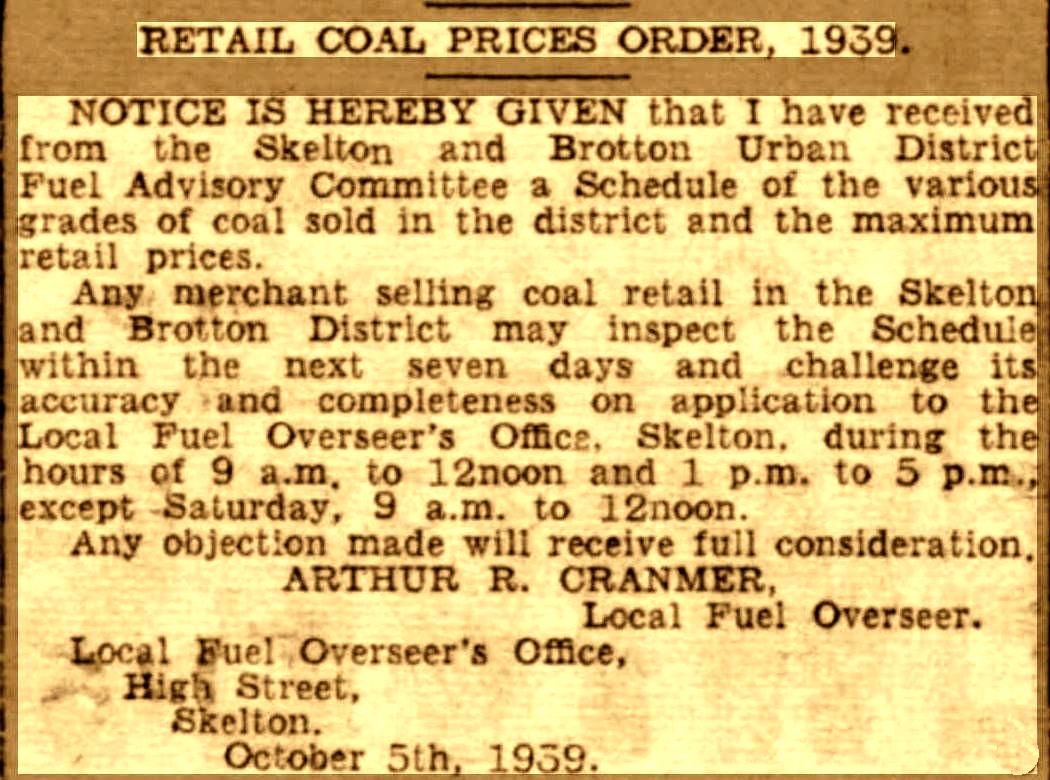 RETAIL COAL PRICES ORDER, 1939.
NOTICE IS HEREBY GIVEN that I have received
from the Skelton and Brotton Urban District
Fuel Advisory Committee a Schedule of the various
grades of coal sold in the district and the maximum
retail prices.
Any merchant selling coal retail in the Skelton
and Brotton District may inspect the Schedule
within the next seven days and challenge its
accuracy and completeness on application to the
Local Fuel Overseer's Office, Skelton, during the
hours of 9 a.m. to 12noon and 1 p.m. to 5 p.m.,
except Saturday, 9 a.m. to 12noon.
Any objection made will receive full consideration.
ARTHUR R. CRANMER,
Local Fuel Overseer.
Local Fuel Overseer's Office,
High Street,
Skelton.
October 5th, 1939.